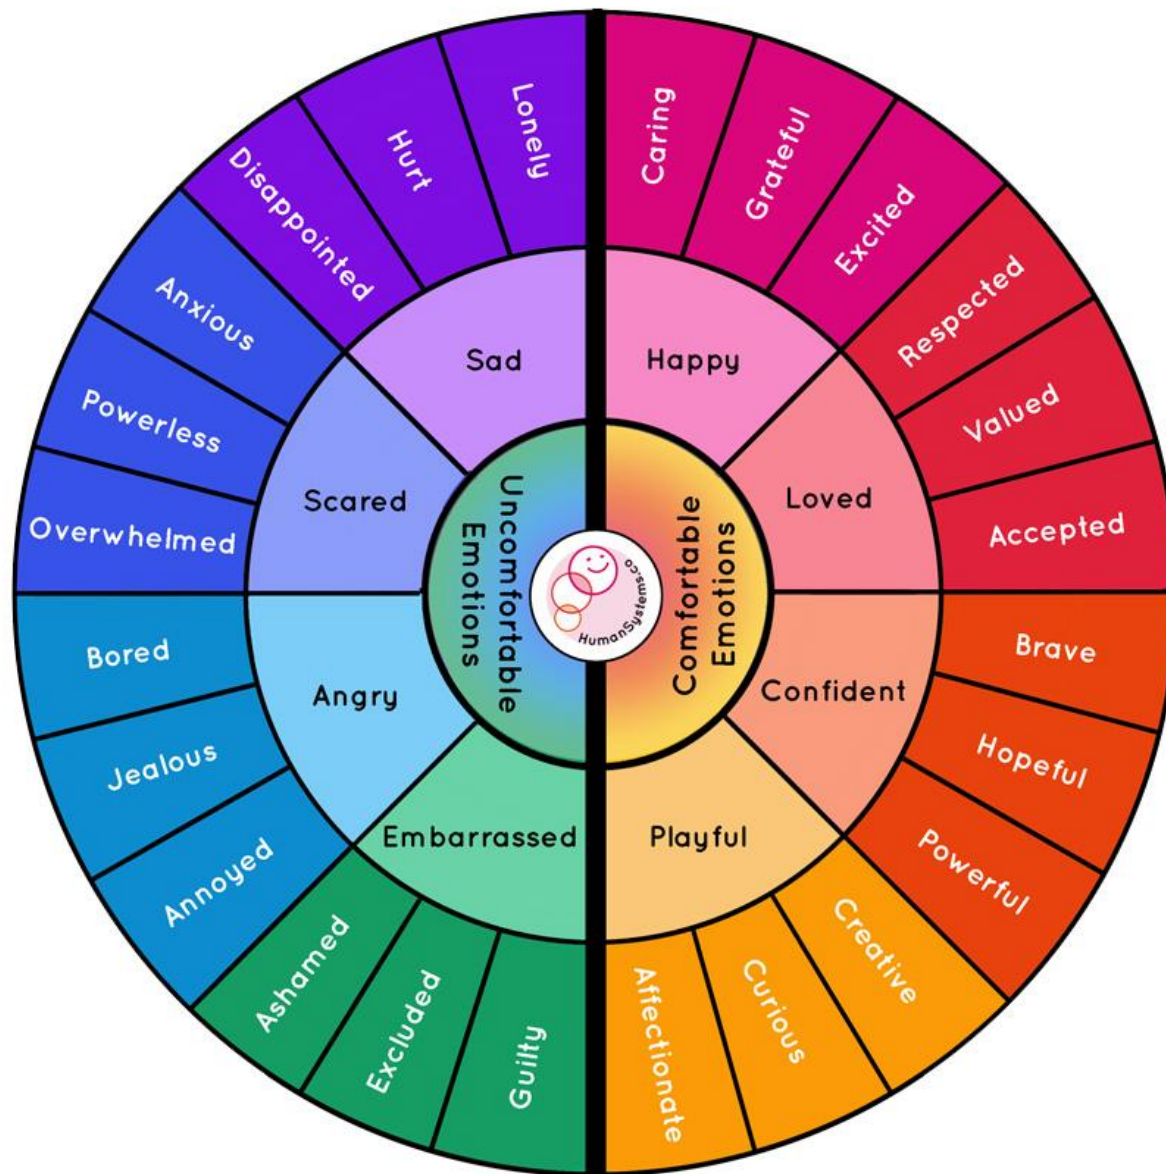 Lonely
Hurt
Disappointed
Anxious
Powerless
Overwhelmed
Bored
Jealous
Annoyed
Ashamed
Excluded
Guilty
Sad
Scared
Angry
Embarrassed
Uncomfortable
Emotions
HumanSystems.co
Comfortable
Emotions
Happy
Loved
Confident
Playful
Caring
Grateful
Excited
Respected
Valued
Accepted
Brave
Hopeful
Powerful
Creative
Curious
Affectionate